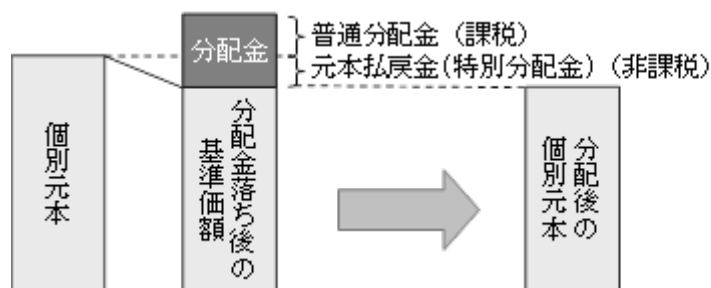 分配金
普通分配金（課税）
元本払戻金(特別分配金)（非課税）
個別元本
分配金落ち後の
基準価額
分配後の
個別元本